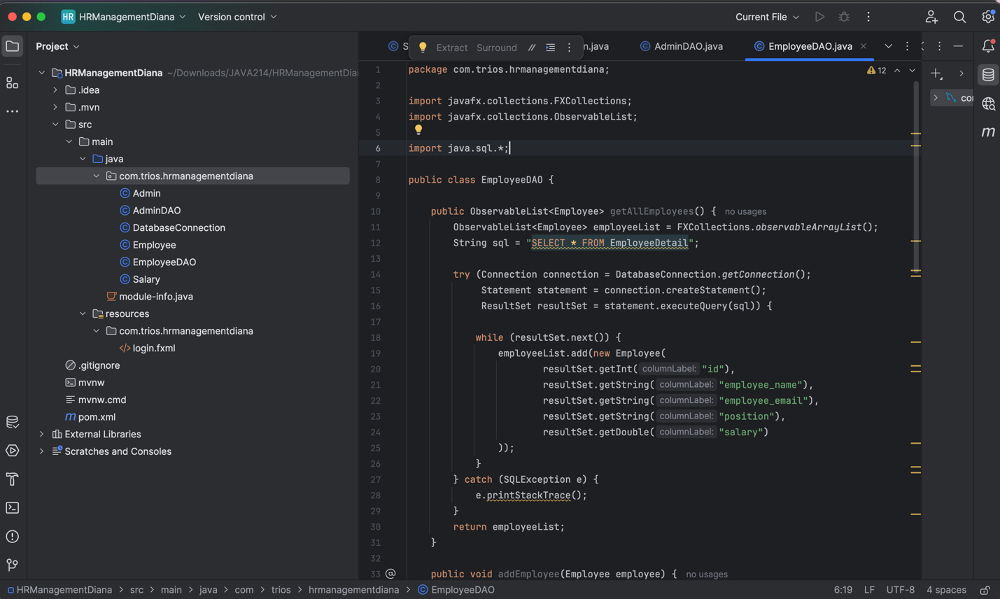 HR HRManagementDiana Version control Current File
Project
S Extract Surround // n.java AdminDAO.java EmployeeDAO.java
HRManagementDiana ~/Downloads/JAVA214/HRManagementDia
.idea
.mvn
src
main
java
com.trios.hrmanagementdiana
Admin
AdminDAO
DatabaseConnection
Employee
EmployeeDAO
Salary
module-info.java
resources
com.trios.hrmanagementdiana
</> login.fxml
.gitignore
mvnw
mvnw.cmd
m pom.xml
External Libraries
Scratches and Consoles
12
1 package com.trios.hrmanagementdiana;
2
3 import javafx.collections.FXCollections;
4 import javafx.collections.ObservableList;
5
6 import java.sql.*;
7
8 public class EmployeeDAO {
9
10 public ObservableList<Employee> getAllEmployees() { no usages
11 ObservableList<Employee> employeeList = FXCollections.observableArrayList();
12 String sql = "SELECT * FROM EmployeeDetail";
13
14 try (Connection connection = DatabaseConnection.getConnection();
15 Statement statement = connection.createStatement();
16 ResultSet resultSet = statement.executeQuery(sql)) {
17
18 while (resultSet.next()) {
19 employeeList.add(new Employee(
20 resultSet.getInt( columnLabel: "id"),
21 resultSet.getString( columnLabel: "employee_name"),
22 resultSet.getString( columnLabel: "employee_email"),
23 resultSet.getString( columnLabel: "position"),
24 resultSet.getDouble( columnLabel: "salary")
25 ));
26 }
27 } catch (SQLException e) {
28 e.printStackTrace();
29 }
30 return employeeList;
31 }
32
33 @ public void addEmployee(Employee employee) { no usages
cor
m
HRManagementDiana > src > main > java > com > trios > hrmanagementdiana > EmployeeDAO 6:19 LF UTF-8 4 spaces